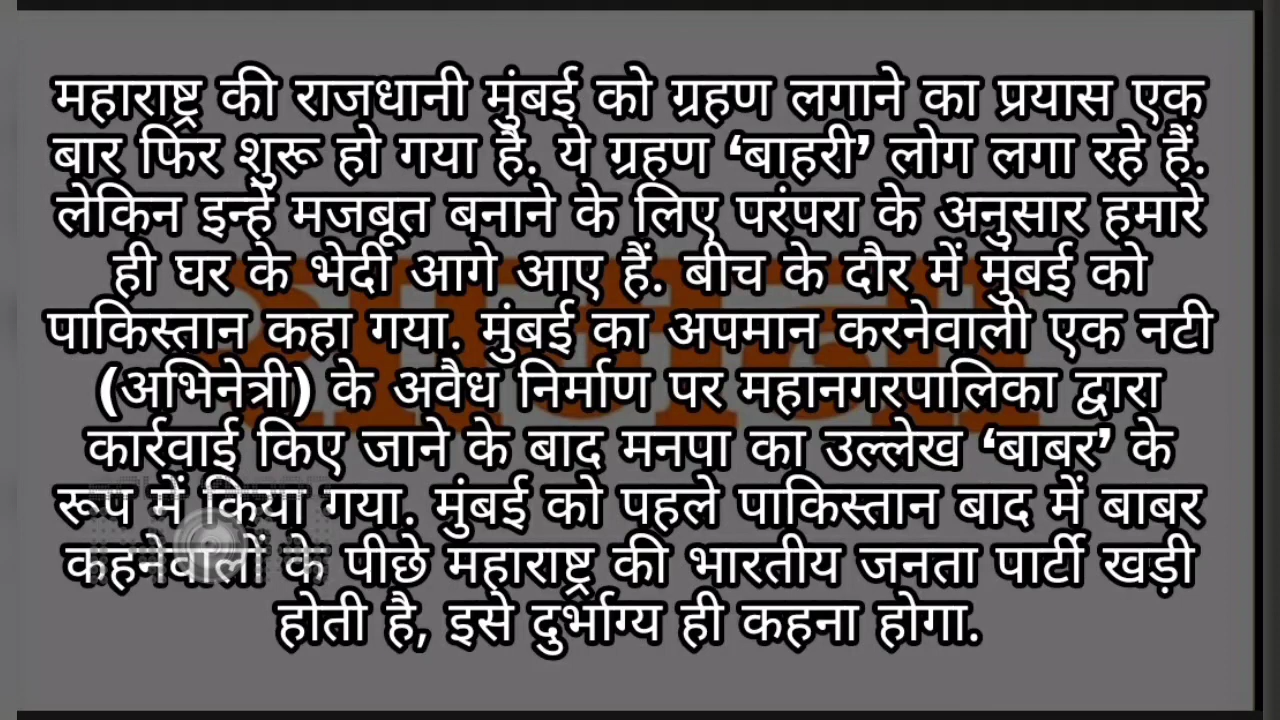 महाराष्ट्र की राजधानी मुंबई को ग्रहण लगाने का प्रयास एक
बार फिर शुरू हो गया है. ये ग्रहण ‘बाहरी’ लोग लगा रहे हैं.
लेकिन इन्हें मजबूत बनाने के लिए परंपरा के अनुसार हमारे
ही घर के भेदी आगे आए हैं. बीच के दौर में मुंबई को
पाकिस्तान कहा गया. मुंबई का अपमान करनेवाली एक नटी
(अभिनेत्री) के अवैध निर्माण पर महानगरपालिका द्वारा
कार्रवाई किए जाने के बाद मनपा का उल्लेख ‘बाबर’ के
रूप में किया गया. मुंबई को पहले पाकिस्तान बाद में बाबर
कहनेवालों के पीछे महाराष्ट्र की भारतीय जनता पार्टी खड़ी
होती है, इसे दुर्भाग्य ही कहना होगा.